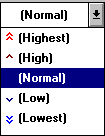 (Normal)
(Highest)
(High)
(Normal)
(Low)
(Lowest)